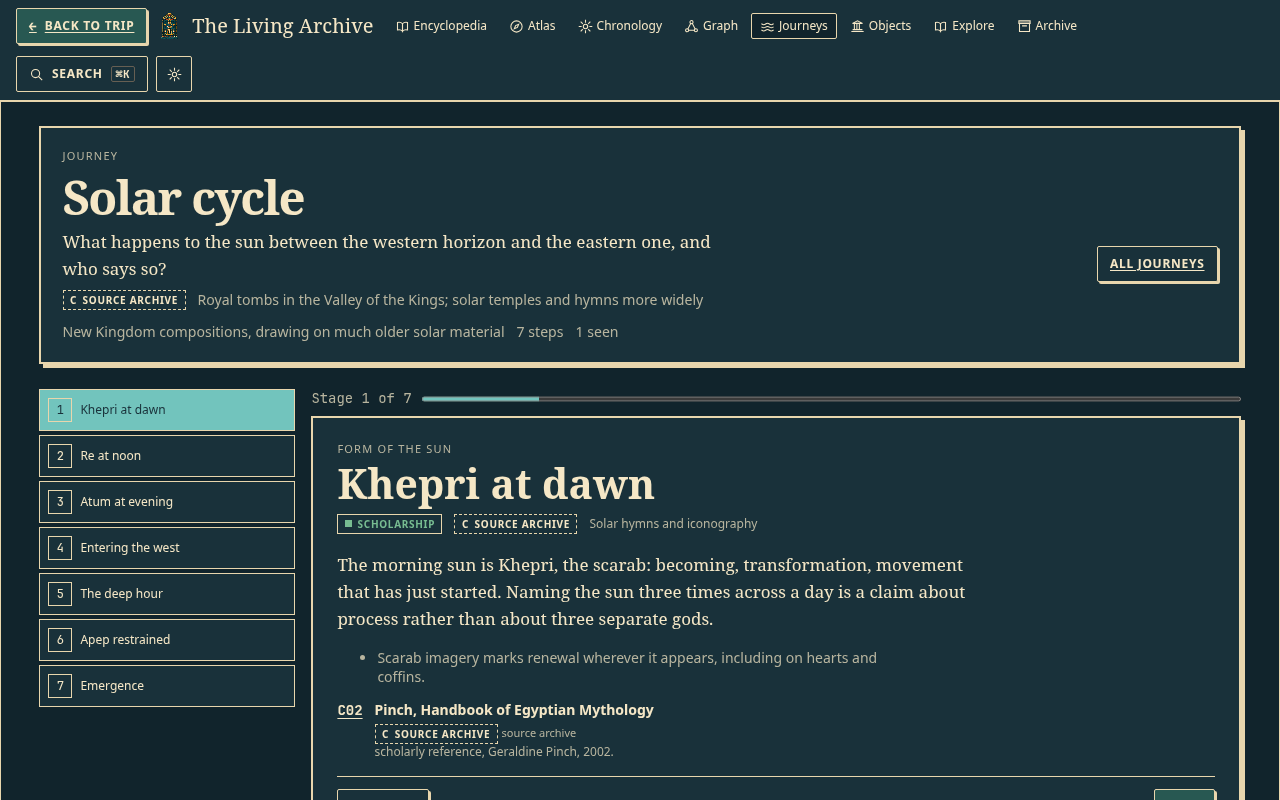 ← BACK TO TRIP
The Living Archive
Encyclopedia
Atlas
Chronology
Graph
Journeys
Objects
Explore
Archive
SEARCH ⌘K
JOURNEY
Solar cycle
What happens to the sun between the western horizon and the eastern one, and
who says so?
C SOURCE ARCHIVE Royal tombs in the Valley of the Kings; solar temples and hymns more widely
New Kingdom compositions, drawing on much older solar material 7 steps 1 seen
ALL JOURNEYS
1 Khepri at dawn
2 Re at noon
3 Atum at evening
4 Entering the west
5 The deep hour
6 Apep restrained
7 Emergence
Stage 1 of 7
FORM OF THE SUN
Khepri at dawn
SCHOLARSHIP C SOURCE ARCHIVE Solar hymns and iconography
The morning sun is Khepri, the scarab: becoming, transformation, movement
that has just started. Naming the sun three times across a day is a claim about
process rather than about three separate gods.
• Scarab imagery marks renewal wherever it appears, including on hearts and
coffins.
C02 Pinch, Handbook of Egyptian Mythology
C SOURCE ARCHIVE source archive
scholarly reference, Geraldine Pinch, 2002.